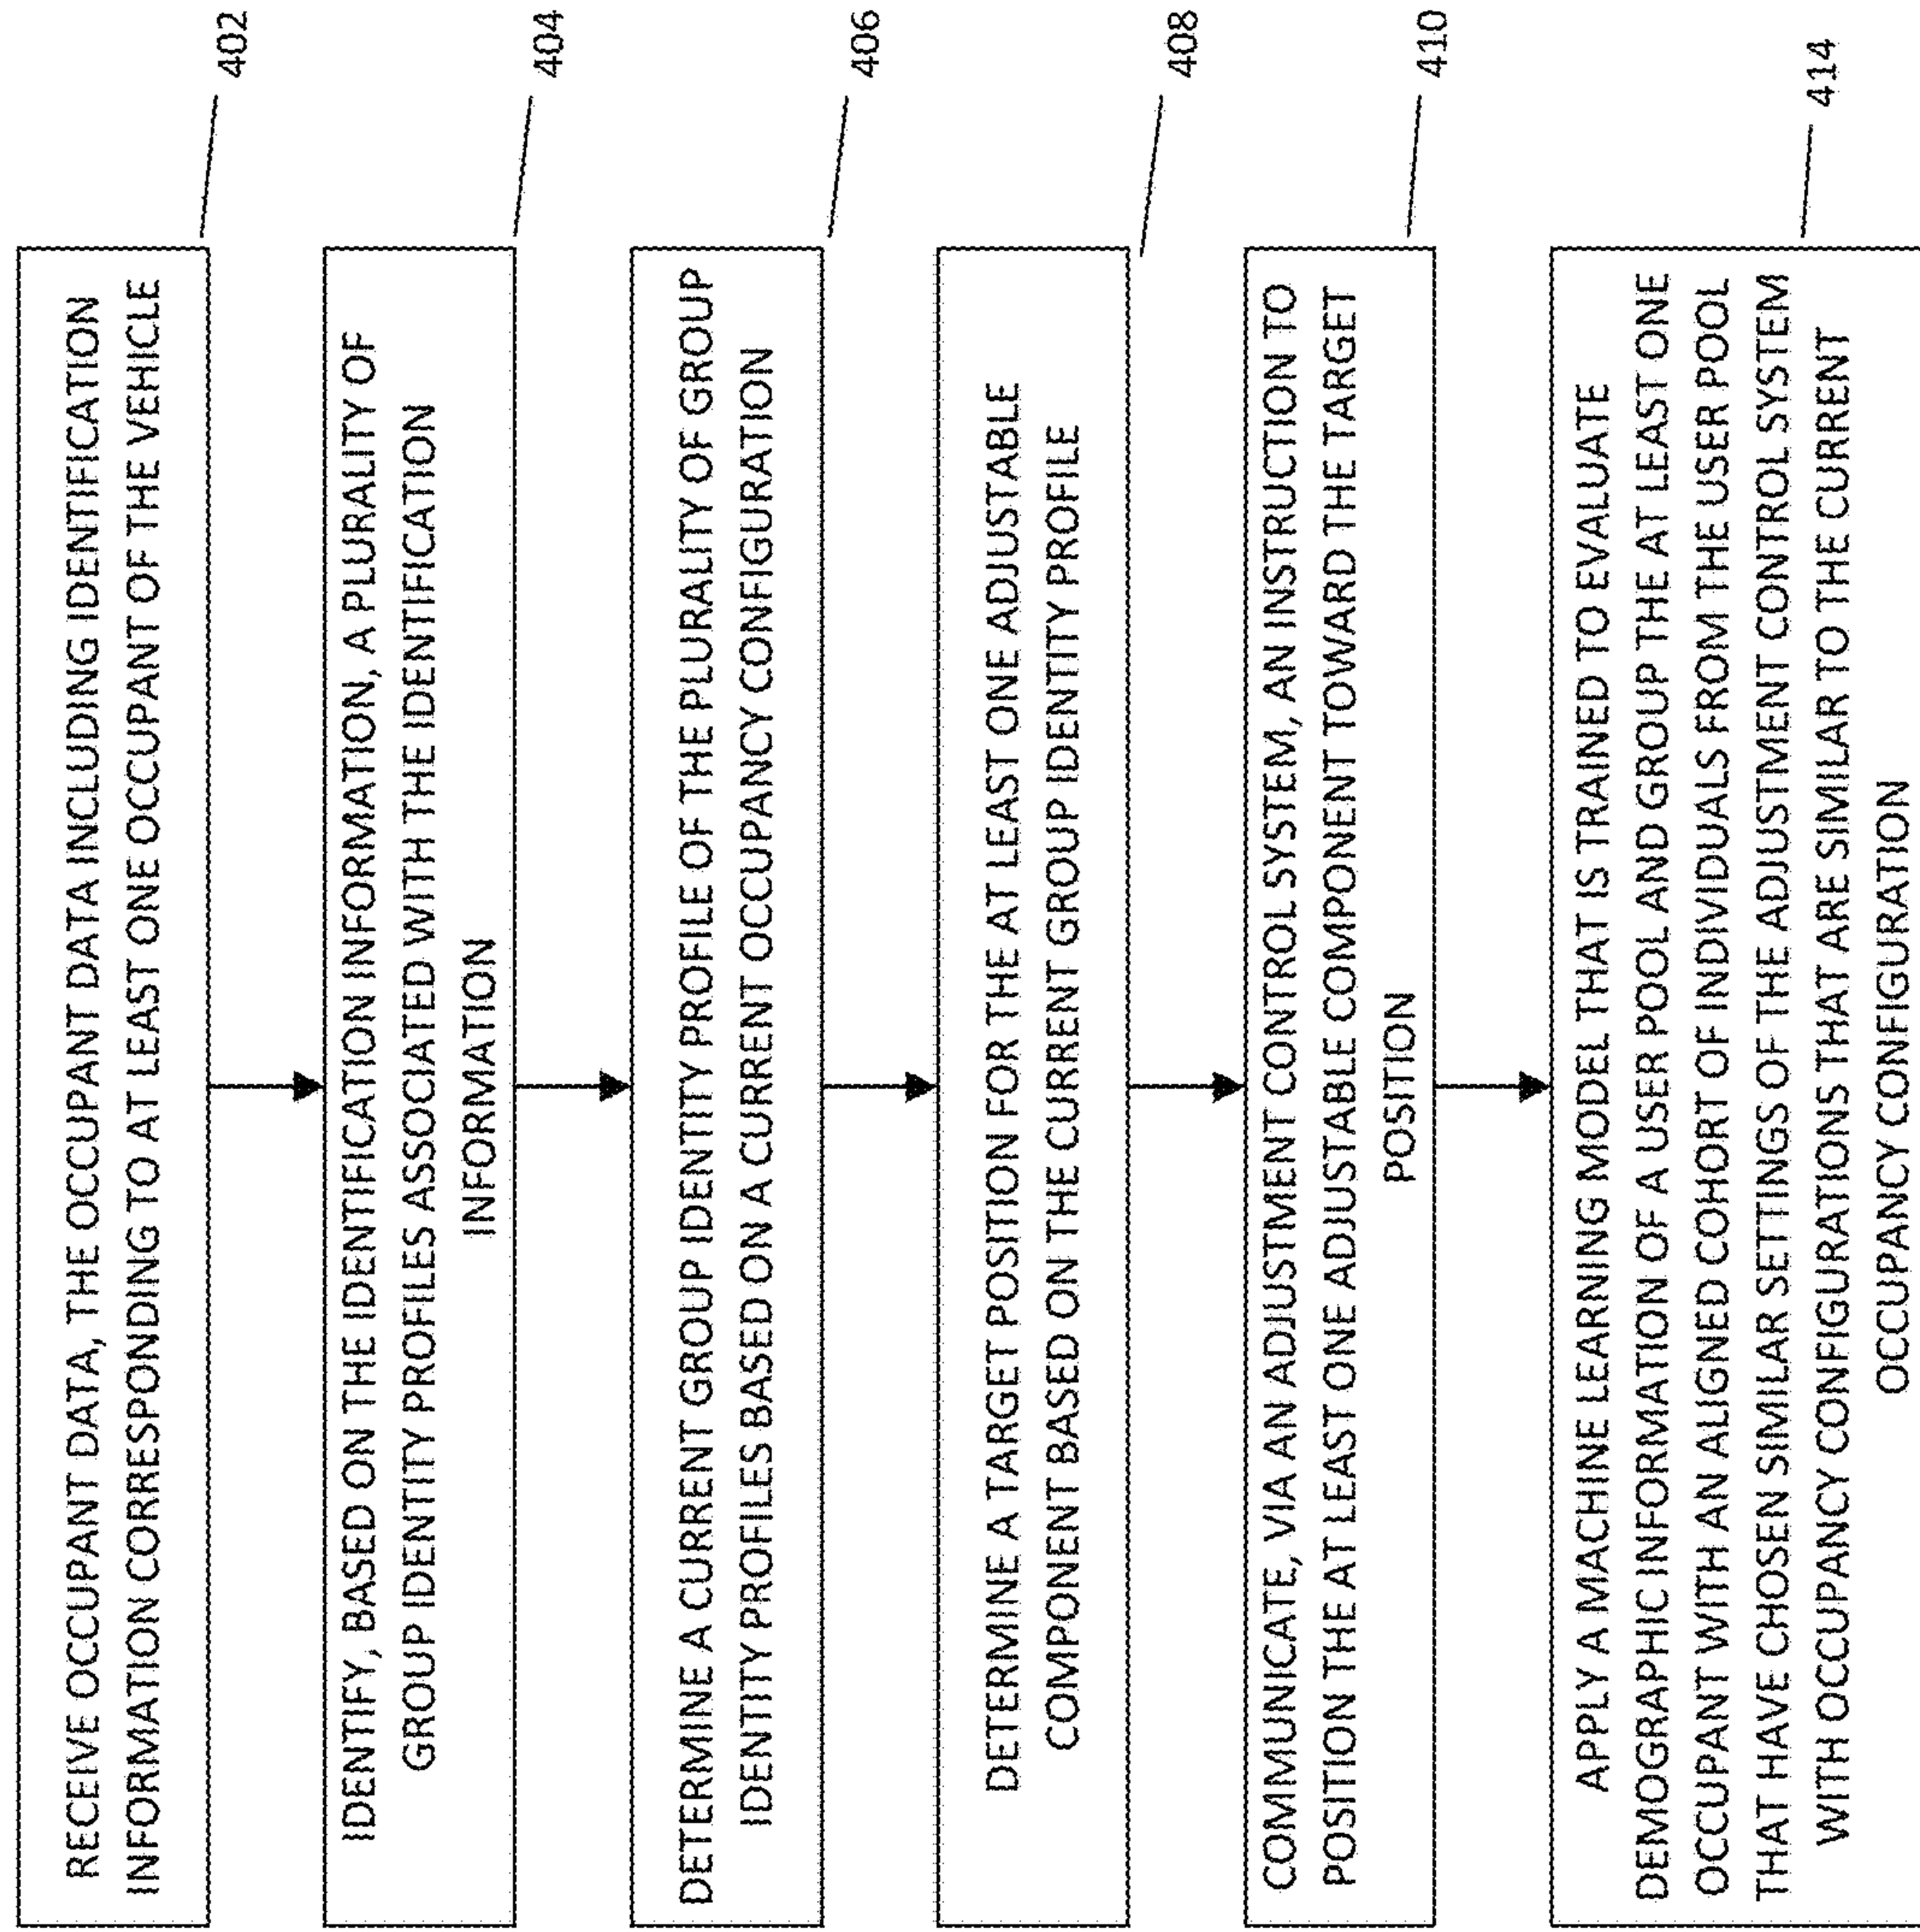 RECEIVE OCCUPANT DATA, THE OCCUPANT DATA INCLUDING IDENTIFICATION
INFORMATION CORRESPONDING TO AT LEAST ONE OCCUPANT OF THE VEHICLE
402
IDENTIFY, BASED ON THE IDENTIFICATION INFORMATION, A PLURALITY OF
GROUP IDENTITY PROFILES ASSOCIATED WITH THE IDENTIFICATION
INFORMATION
404
DETERMINE A CURRENT GROUP IDENTITY PROFILE OF THE PLURALITY OF GROUP
IDENTITY PROFILES BASED ON A CURRENT OCCUPANCY CONFIGURATION
406
DETERMINE A TARGET POSITION FOR THE AT LEAST ONE ADJUSTABLE
COMPONENT BASED ON THE CURRENT GROUP IDENTITY PROFILE
408
COMMUNICATE, VIA AN ADJUSTMENT CONTROL SYSTEM, AN INSTRUCTION TO
POSITION THE AT LEAST ONE ADJUSTABLE COMPONENT TOWARD THE TARGET
POSITION
410
APPLY A MACHINE LEARNING MODEL THAT IS TRAINED TO EVALUATE
DEMOGRAPHIC INFORMATION OF A USER POOL AND GROUP THE AT LEAST ONE
OCCUPANT WITH AN ALIGNED COHORT OF INDIVIDUALS FROM THE USER POOL
THAT HAVE CHOSEN SIMILAR SETTINGS OF THE ADJUSTMENT CONTROL SYSTEM
WITH OCCUPANCY CONFIGURATIONS THAT ARE SIMILAR TO THE CURRENT
OCCUPANCY CONFIGURATION
414